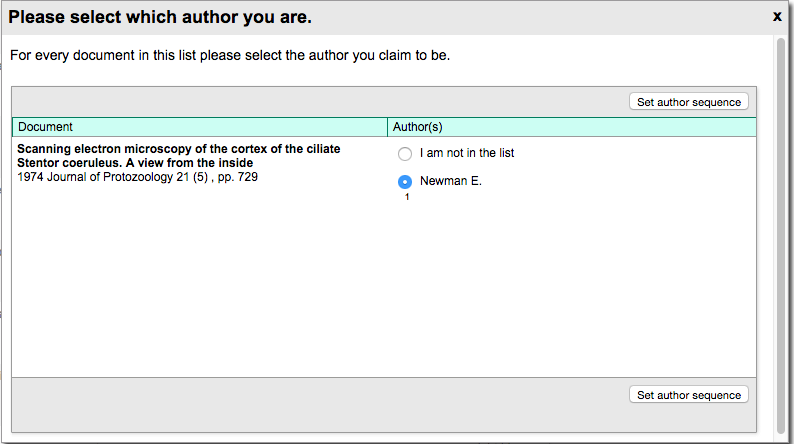 Please select which author you are.
x
For every document in this list please select the author you claim to be.
Set author sequence
Document
Author(s)
Scanning electron microscopy of the cortex of the ciliate
Stentor coeruleus. A view from the inside
1974 Journal of Protozoology 21 (5) , pp. 729
I am not in the list
Newman E.
1
Set author sequence